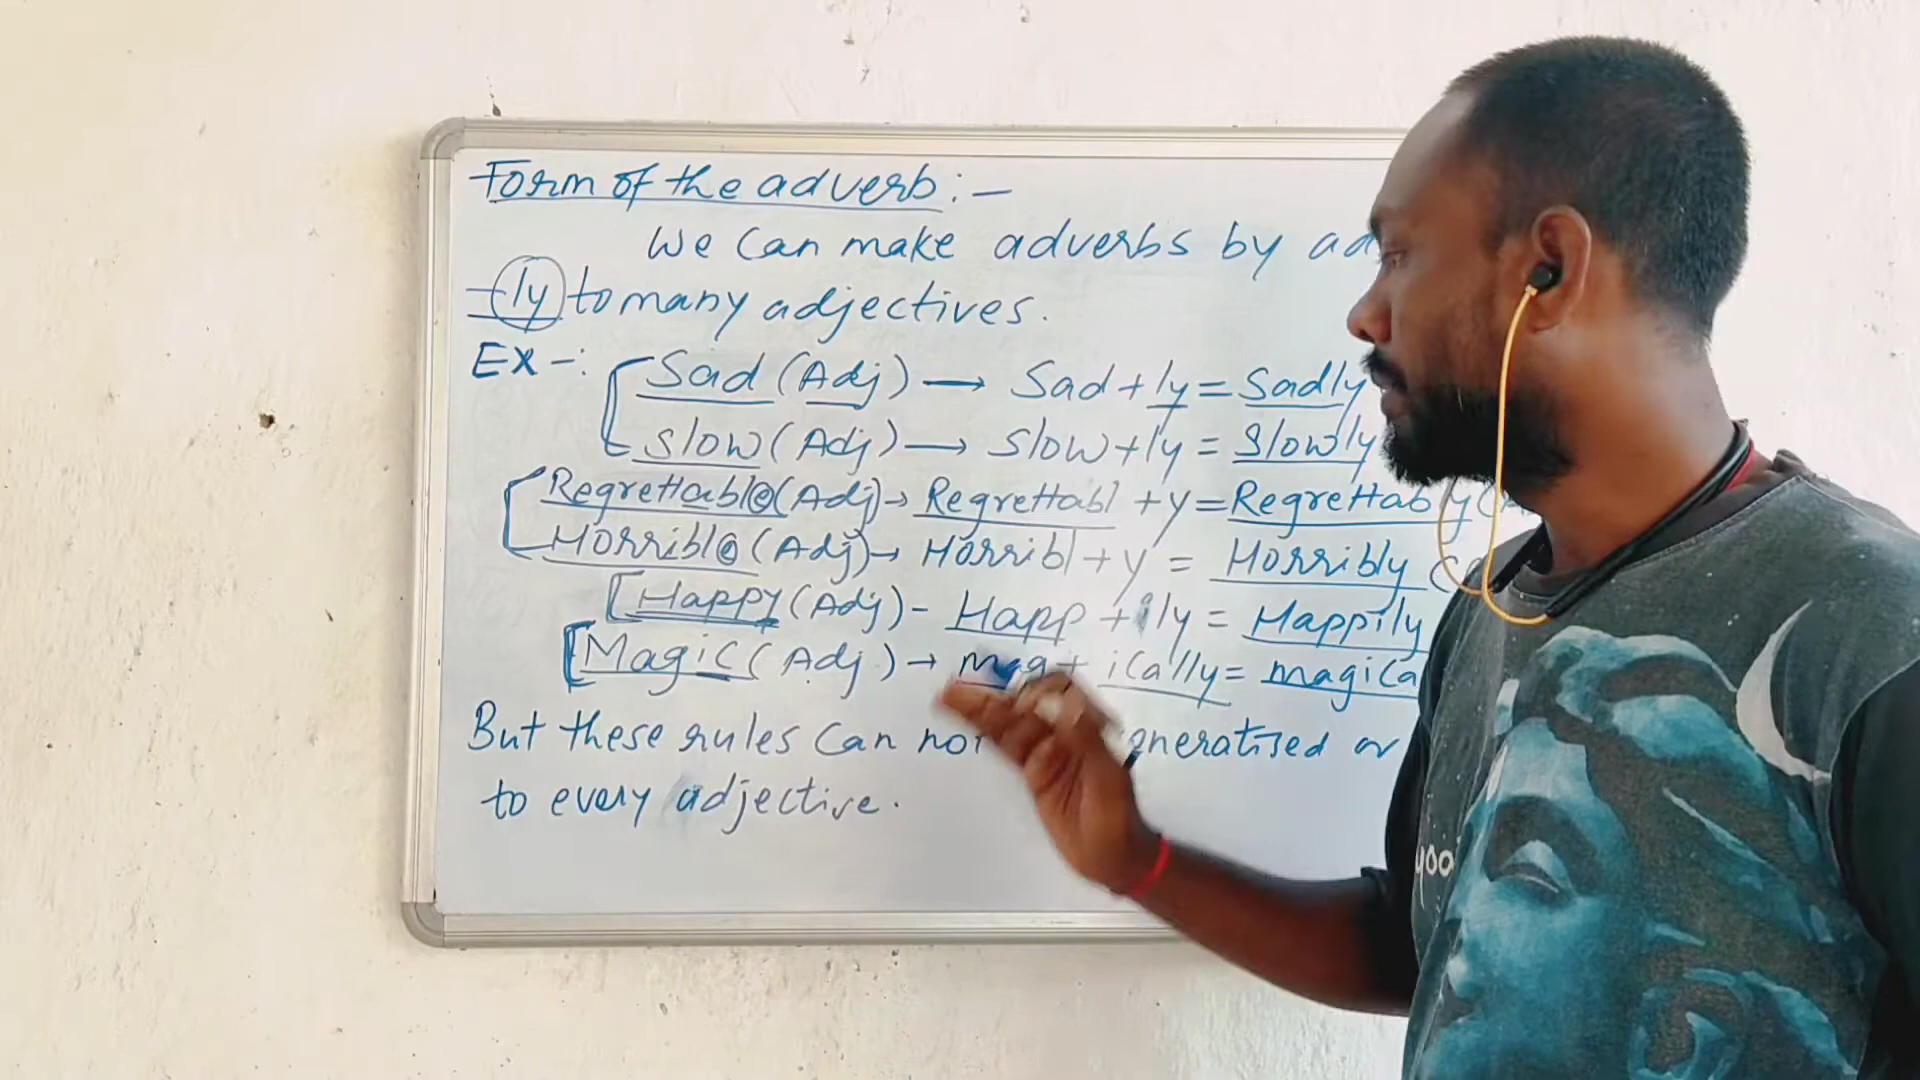 Form of the adverb:-
We can make adverbs by ad
-ly to many adjectives.
Ex-: Sad (Adj) → Sad + ly = Sadly
Slow (Adj) → Slow + ly = Slowly
Regrettable (Adj) → Regrettabl + y = Regrettably (
Horrible (Adj) → Horribl + y = Horribly (
Happy (Adj) - Happ + ily = Happily
Magic (Adj) → mag + ically = magica
But these rules can not eneratised or
to every adjective.
yoo